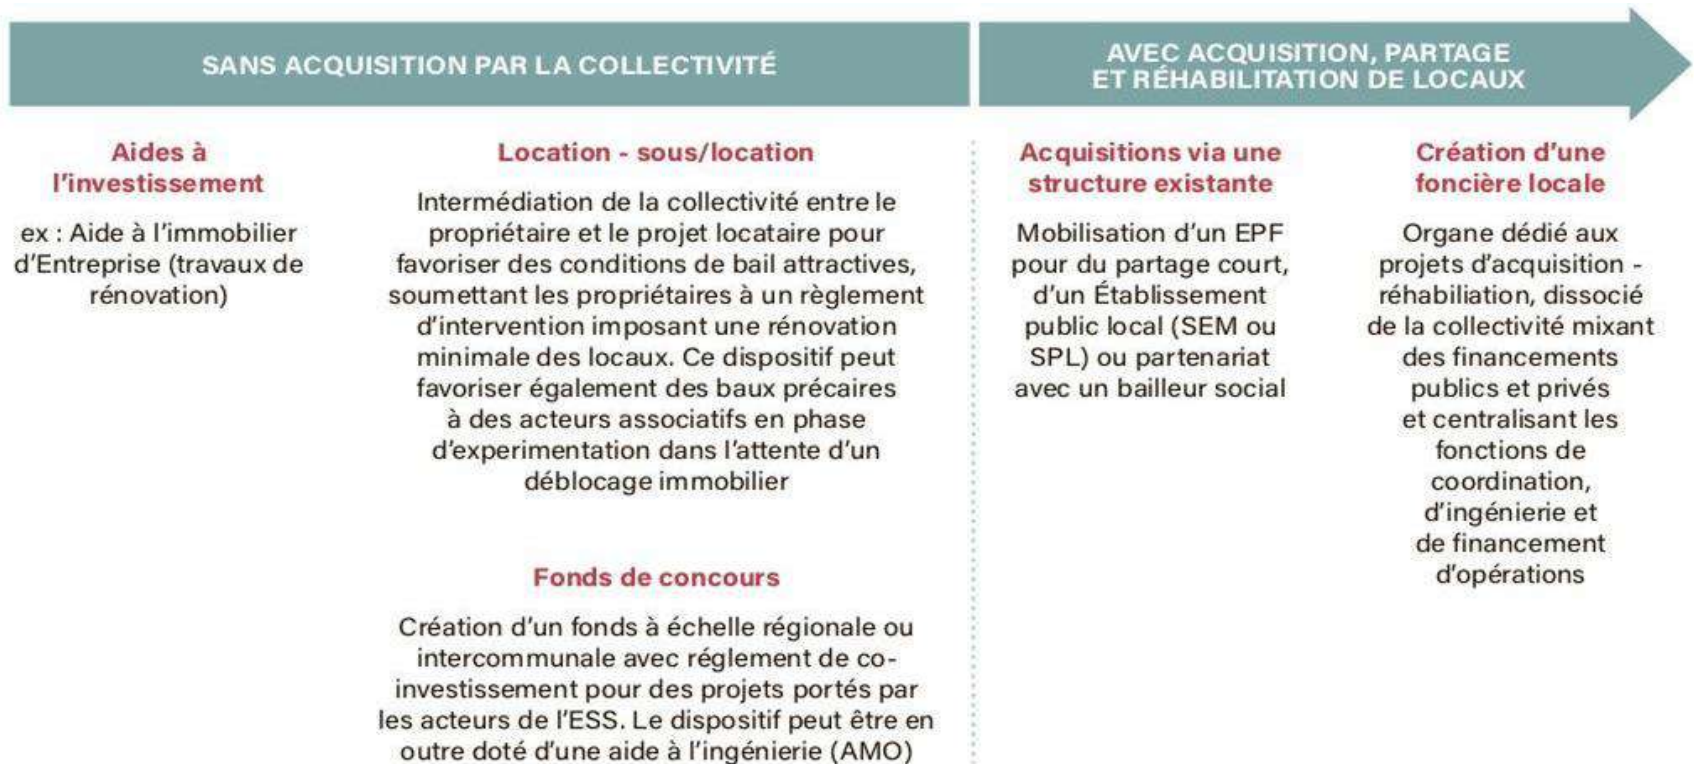 SANS ACQUISITION PAR LA COLLECTIVITÉ
AVEC ACQUISITION, PARTAGE
ET RÉHABILITATION DE LOCAUX
Aides à
l'investissement
ex : Aide à l'immobilier
d'Entreprise (travaux de
rénovation)
Location - sous/location
Intermédiation de la collectivité entre le
propriétaire et le projet locataire pour
favoriser des conditions de bail attractives,
soumettant les propriétaires à un règlement
d'intervention imposant une rénovation
minimale des locaux. Ce dispositif peut
favoriser également des baux précaires
à des acteurs associatifs en phase
d'experimentation dans l'attente d'un
déblocage immobilier
Fonds de concours
Création d'un fonds à échelle régionale ou
intercommunale avec réglement de co-
investissement pour des projets portés par
les acteurs de l'ESS. Le dispositif peut être en
outre doté d'une aide à l'ingénierie (AMO)
Acquisitions via une
structure existante
Mobilisation d'un EPF
pour du partage court,
d'un Établissement
public local (SEM ou
SPL) ou partenariat
avec un bailleur social
Création d'une
foncière locale
Organe dédié aux
projets d'acquisition -
réhabiliation, dissocié
de la collectivité mixant
des financements
publics et privés
et centralisant les
fonctions de
coordination,
d'ingénierie et
de financement
d'opérations